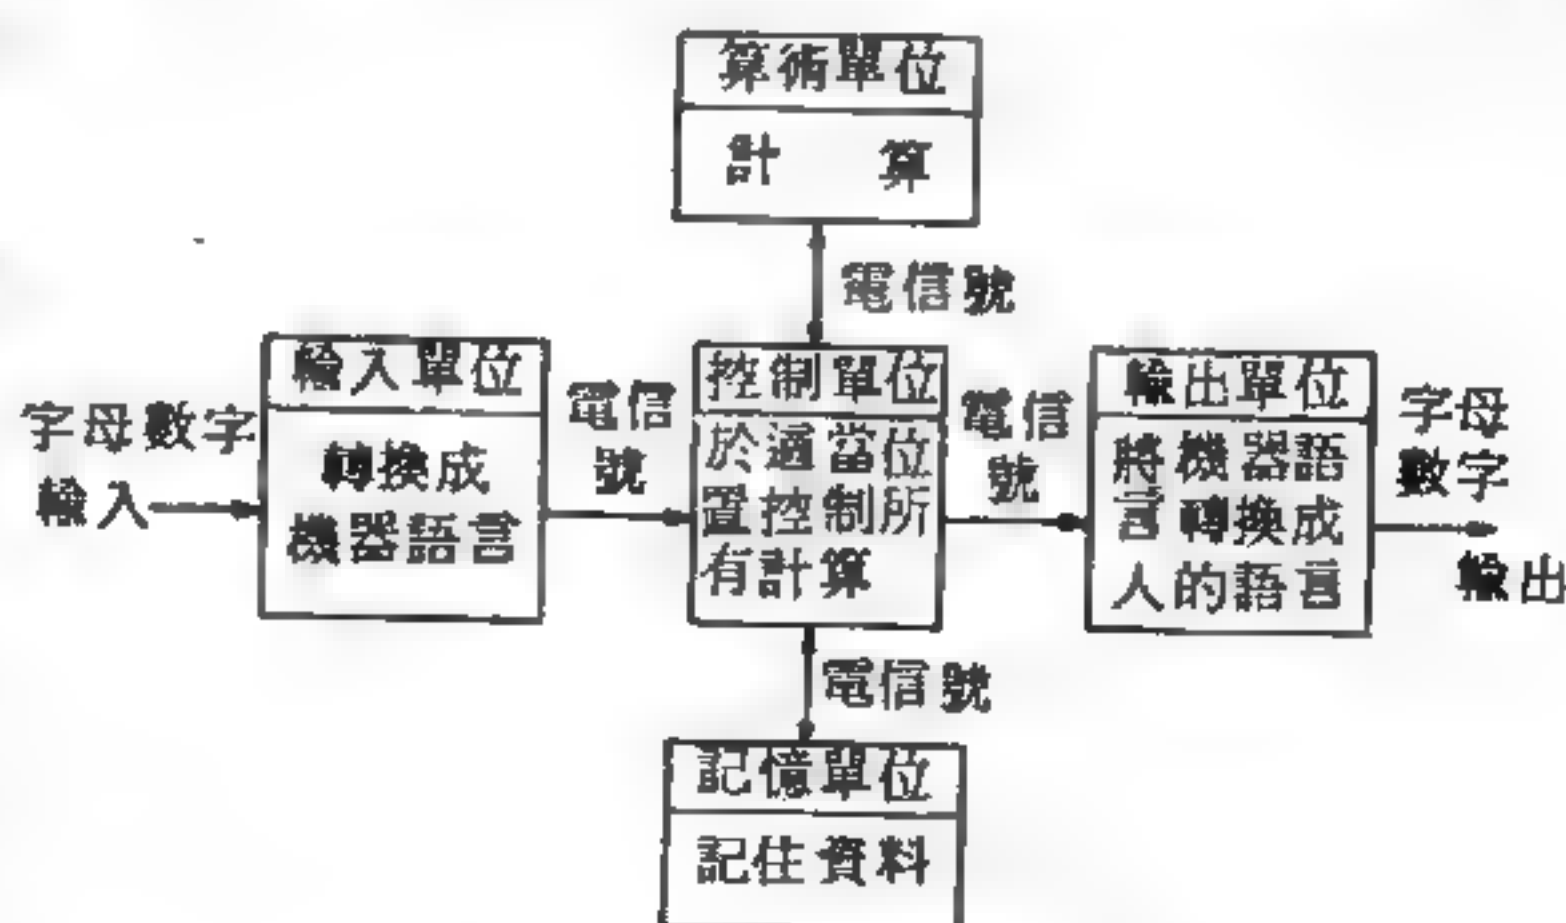 算術單位
計 算
電信號
字母數字
輸入
輸入單位
轉換成
機器語言
電信
號
控制單位
於適當位
置控制所
有計算
電信
號
輸出單位
將機器語
言轉換成
人的語言
字母
數字
輸出
電信號
記憶單位
記住資料